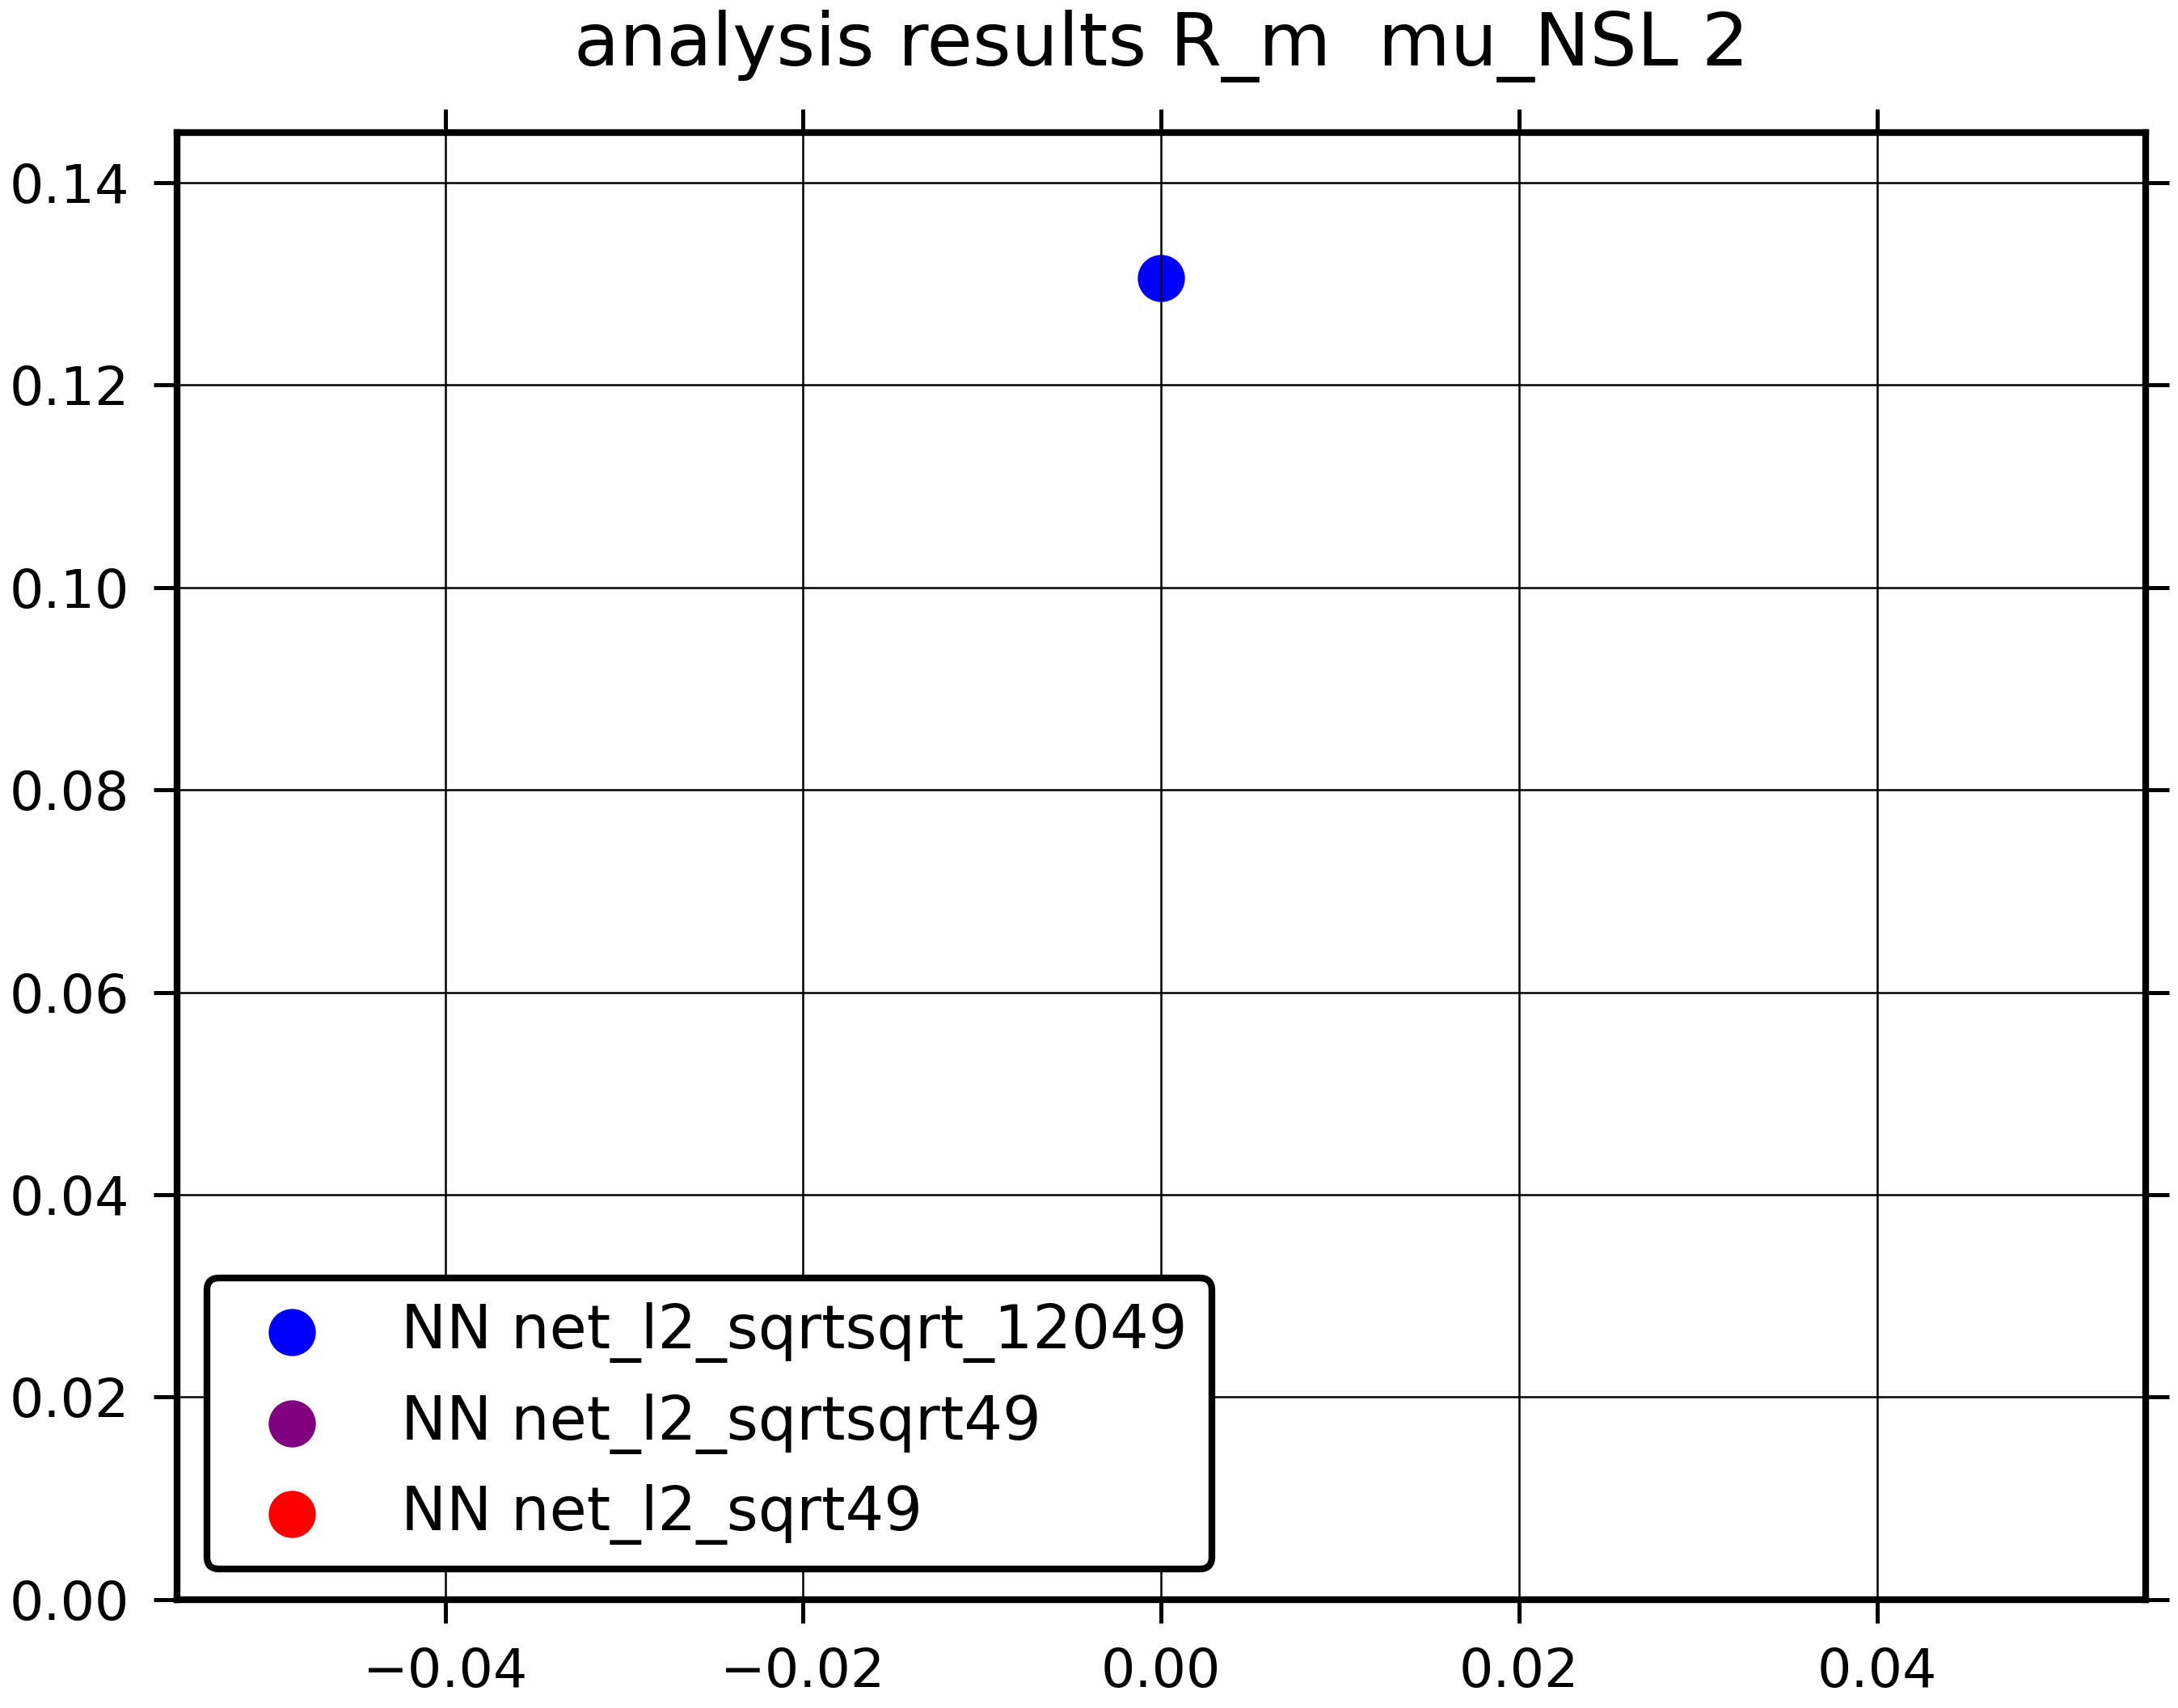 analysis results R_m  mu_NSL 2
0.14
0.12
0.10
0.08
0.06
0.04
0.02
0.00
NN net_l2_sqrtsqrt_12049
NN net_l2_sqrtsqrt49
NN net_l2_sqrt49
−0.04 −0.02 0.00 0.02 0.04